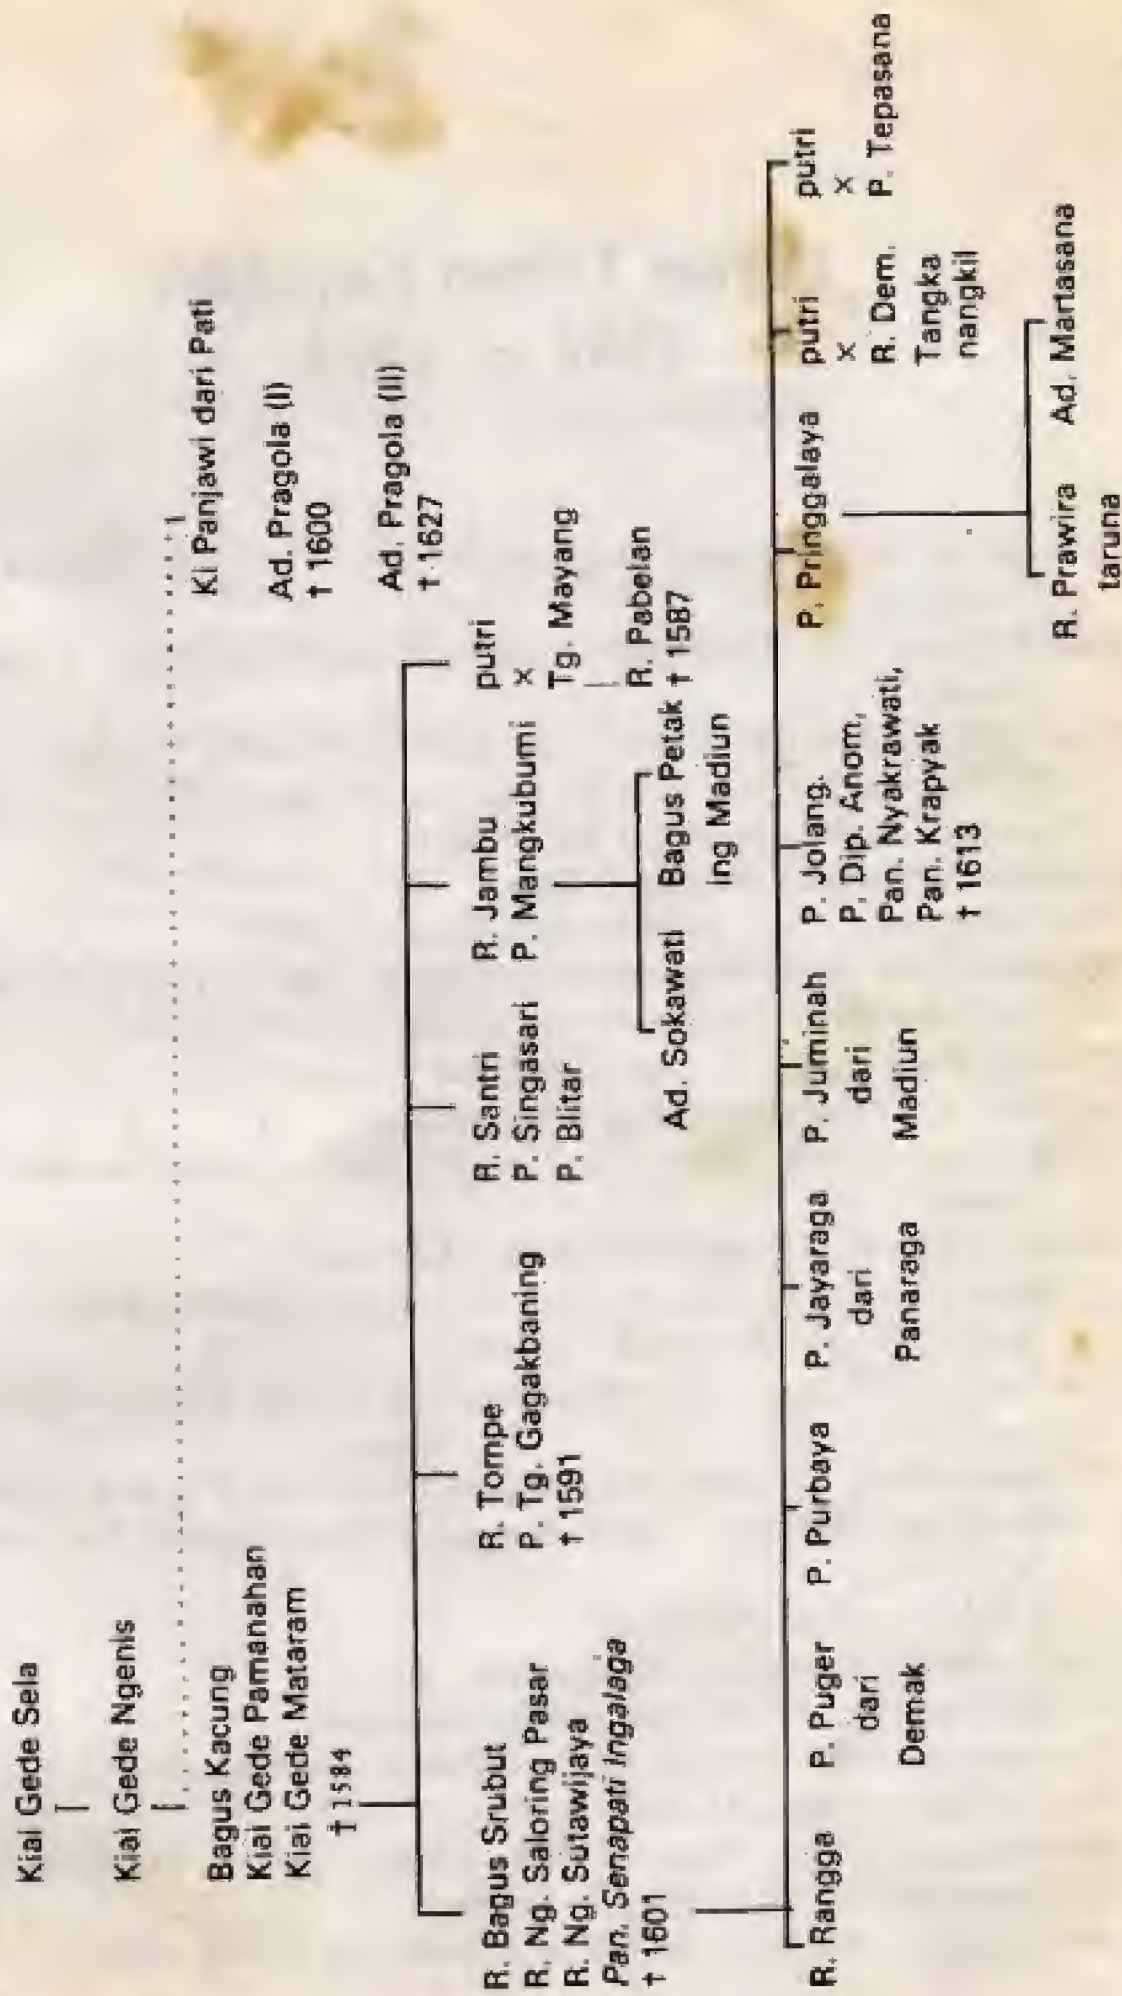 Kiai Gede Sela
Kiai Gede Ngenis
Bagus Kacung
Kiai Gede Pamanahan
Kiai Gede Mataram
† 1584
Ki Panjawi dari Pati
Ad. Pragola (I)
† 1600
Ad. Pragola (II)
† 1627
R. Bagus Srubut
R. Ng. Saloring Pasar
R. Ng. Sutawijaya
Pan. Senapati Ingalaga
† 1601
R. Tompe
P. Tg. Gagakbaning
† 1591
R. Santri
P. Singasari
P. Blitar
R. Jambu
P. Mangkubumi
putri
x
Tg. Mayang
R. Pabelan
† 1587
Ad. Sokawati
Bagus Petak
ing Madiun
R. Rangga
P. Puger
dari
Demak
P. Purbaya
P. Jayaraga
dari
Panaraga
P. Juminah
dari
Madiun
P. Jolang.
P. Dip. Anom,
Pan. Nyakrawati,
Pan. Krapyak
† 1613
P. Pringgalaya
putri
x
R. Dem.
Tangka
nangkil
putri
x
P. Tepasana
R. Prawira
taruna
Ad. Martasana